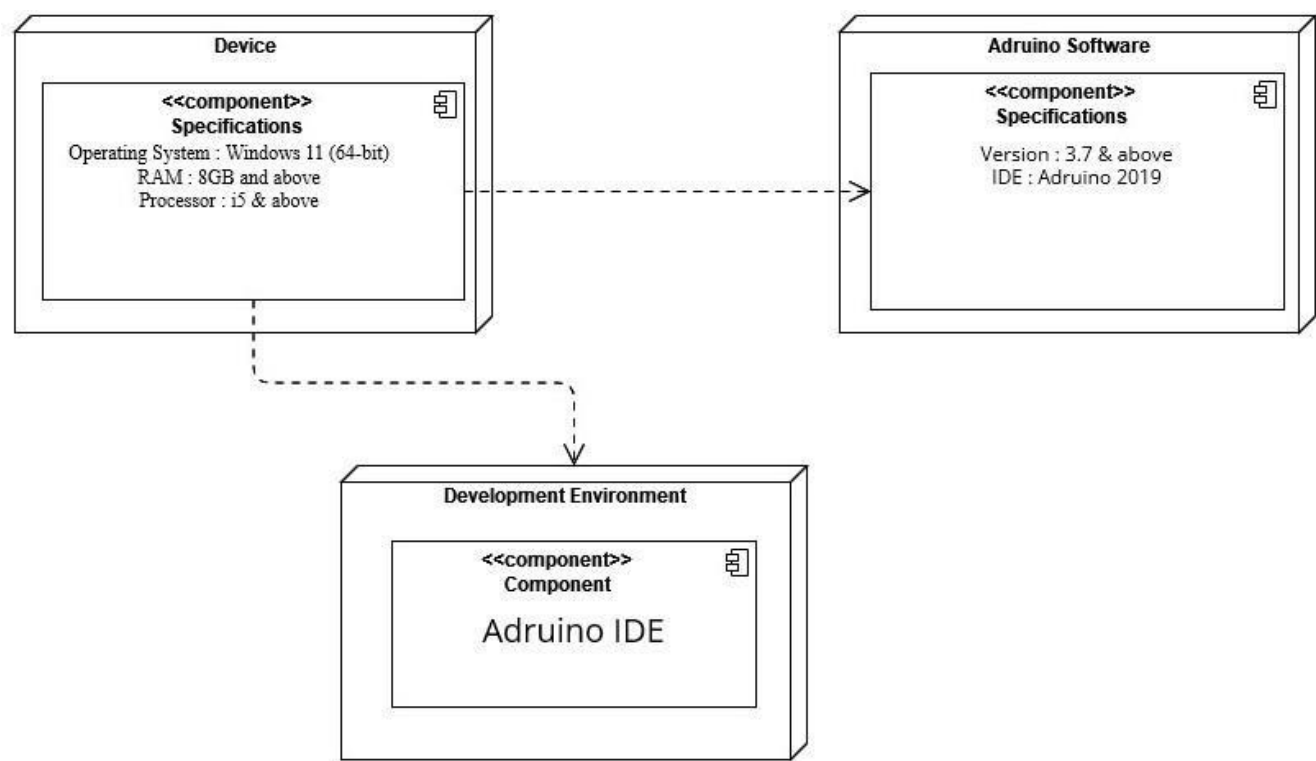 Device
<<component>>
Specifications
Operating System : Windows 11 (64-bit)
RAM : 8GB and above
Processor : i5 & above
Adruino Software
<<component>>
Specifications
Version : 3.7 & above
IDE : Adruino 2019
Development Environment
<<component>>
Component
Adruino IDE